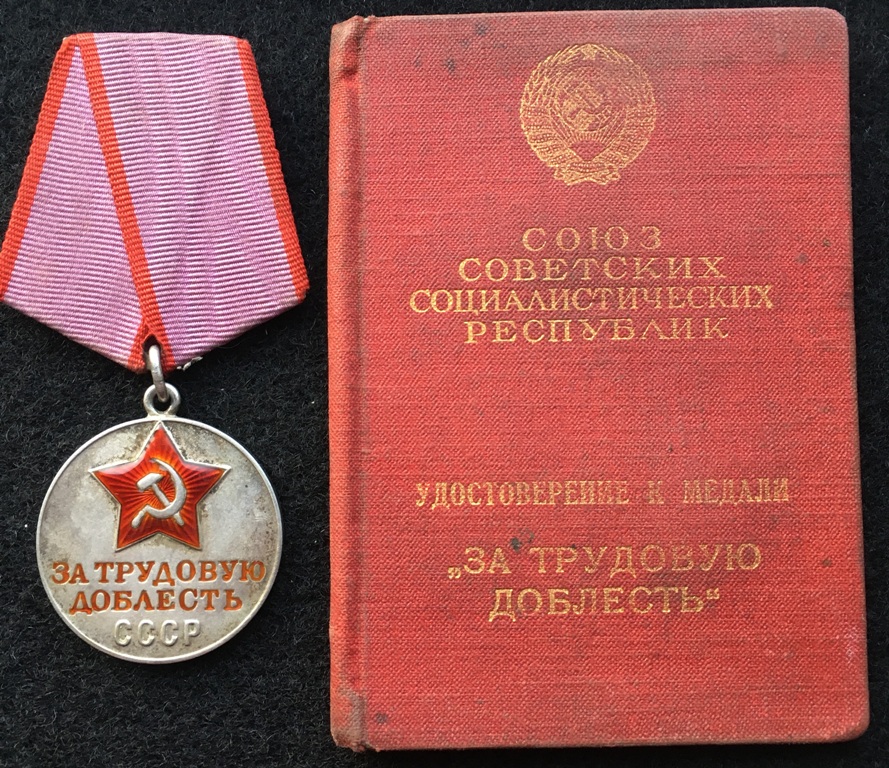 ЗА ТРУДОВУЮ
ДОБЛЕСТЬ
СССР
СОЮЗ
СОВЕТСКИХ
СОЦИАЛИСТИЧЕСКИХ
РЕСПУБЛИК
УДОСТОВЕРЕНИЕ К МЕДАЛИ
„ЗА ТРУДОВУЮ
ДОБЛЕСТЬ“